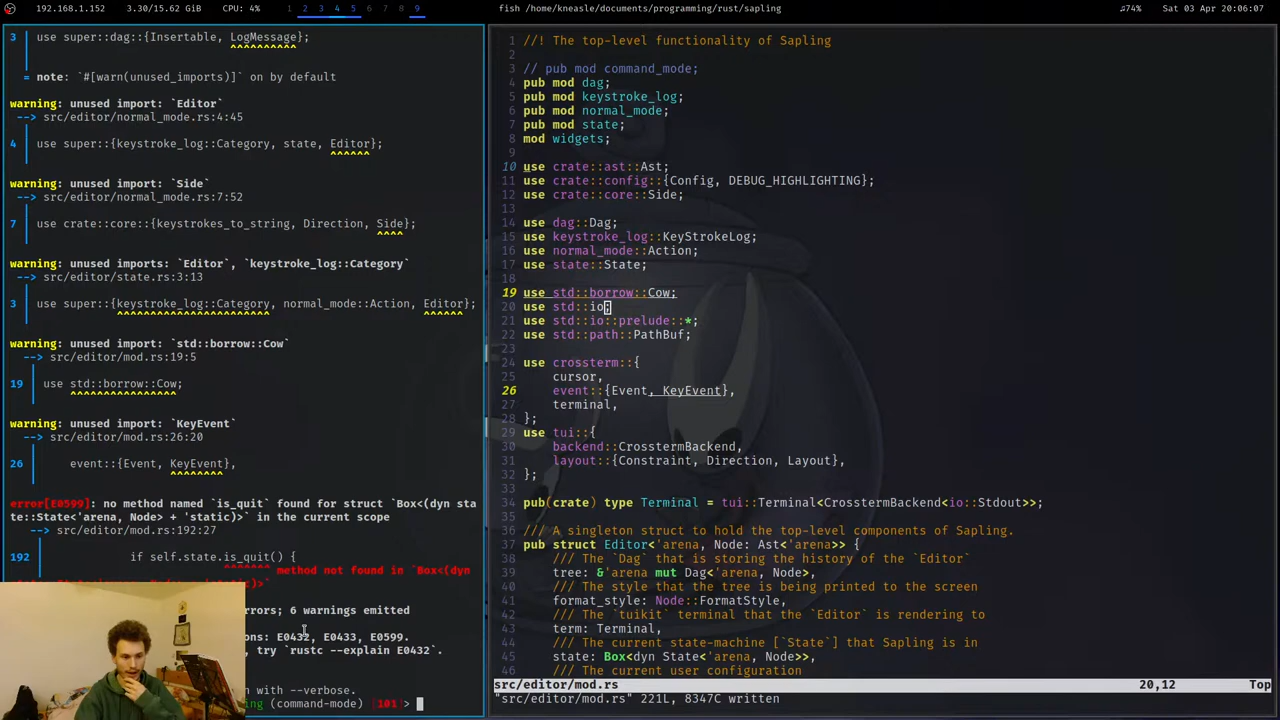 192.168.1.152 3.30/15.62 GiB CPU: 4% 1 2 3 4 5 6 7 8 9 fish /home/kneasle/documents/programming/rust/sapling ♫74% Sat 03 Apr 20:06:07
3 use super::dag::{Insertable, LogMessage};
^^^^^^^^^^
= note: `#[warn(unused_imports)]` on by default
warning: unused import: `Editor`
--> src/editor/normal_mode.rs:4:45
4 use super::{keystroke_log::Category, state, Editor};
^^^^^^
warning: unused import: `Side`
--> src/editor/normal_mode.rs:7:52
7 use crate::core::{keystrokes_to_string, Direction, Side};
^^^^
warning: unused imports: `Editor`, `keystroke_log::Category`
--> src/editor/state.rs:3:13
3 use super::{keystroke_log::Category, normal_mode::Action, Editor};
^^^^^^^^^^^^^^^^^^^^^^^ ^^^^^^
warning: unused import: `std::borrow::Cow`
--> src/editor/mod.rs:19:5
19 use std::borrow::Cow;
^^^^^^^^^^^^^^^^
warning: unused import: `KeyEvent`
--> src/editor/mod.rs:26:20
26 event::{Event, KeyEvent},
^^^^^^^^
error[E0599]: no method named `is_quit` found for struct `Box<(dyn sta
te::State<'arena, Node> + 'static)>` in the current scope
--> src/editor/mod.rs:192:27
192 if self.state.is_quit() {
^^^^^^^ method not found in `Box<(dyn
rrors; 6 warnings emitted
ons: E0432, E0433, E0599.
, try `rustc --explain E0432`.
n with --verbose.
ng (command-mode) [101]>
1 //! The top-level functionality of Sapling
2
3 // pub mod command_mode;
4 pub mod dag;
5 pub mod keystroke_log;
6 pub mod normal_mode;
7 pub mod state;
8 mod widgets;
9
10 use crate::ast::Ast;
11 use crate::config::{Config, DEBUG_HIGHLIGHTING};
12 use crate::core::Side;
13
14 use dag::Dag;
15 use keystroke_log::KeyStrokeLog;
16 use normal_mode::Action;
17 use state::State;
18
19 use std::borrow::Cow;
20 use std::io;
21 use std::io::prelude::*;
22 use std::path::PathBuf;
23
24 use crossterm::{
25 cursor,
26 event::{Event, KeyEvent},
27 terminal,
28 };
29 use tui::{
30 backend::CrosstermBackend,
31 layout::{Constraint, Direction, Layout},
32 };
33
34 pub(crate) type Terminal = tui::Terminal<CrosstermBackend<io::Stdout>>;
35
36 /// A singleton struct to hold the top-level components of Sapling.
37 pub struct Editor<'arena, Node: Ast<'arena>> {
38 /// The `Dag` that is storing the history of the `Editor`
39 tree: &'arena mut Dag<'arena, Node>,
40 /// The style that the tree is being printed to the screen
41 format_style: Node::FormatStyle,
42 /// The tuikit terminal that the `Editor` is rendering to
43 term: Terminal,
44 /// The current state-machine [`State`] that Sapling is in
45 state: Box<dyn State<'arena, Node>>,
46 /// The current user configuration
src/editor/mod.rs 20,12 Top
"src/editor/mod.rs" 221L, 8347C written